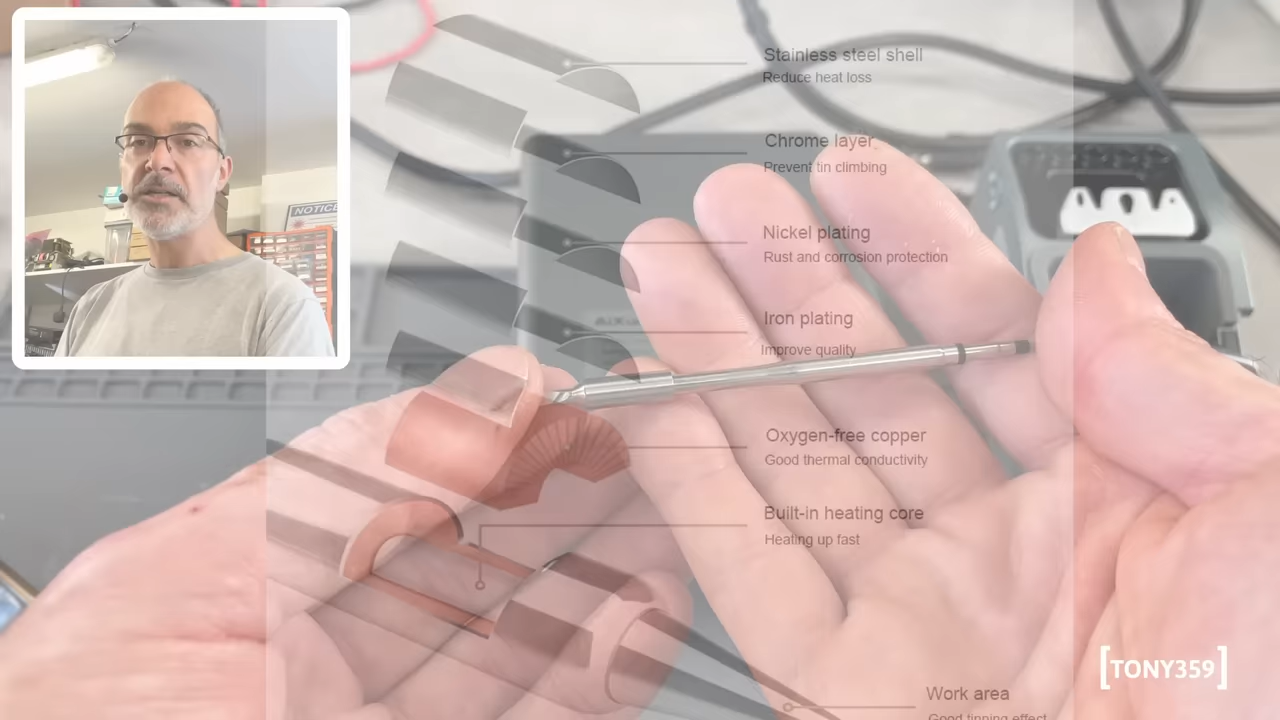 NOTICE
Stainless steel shell
Reduce heat loss
Chrome layer
Prevent tin climbing
Nickel plating
Rust and corrosion protection
Iron plating
Improve quality
Oxygen-free copper
Good thermal conductivity
Built-in heating core
Heating up fast
[TONY359]
Work area
Good tinning effect